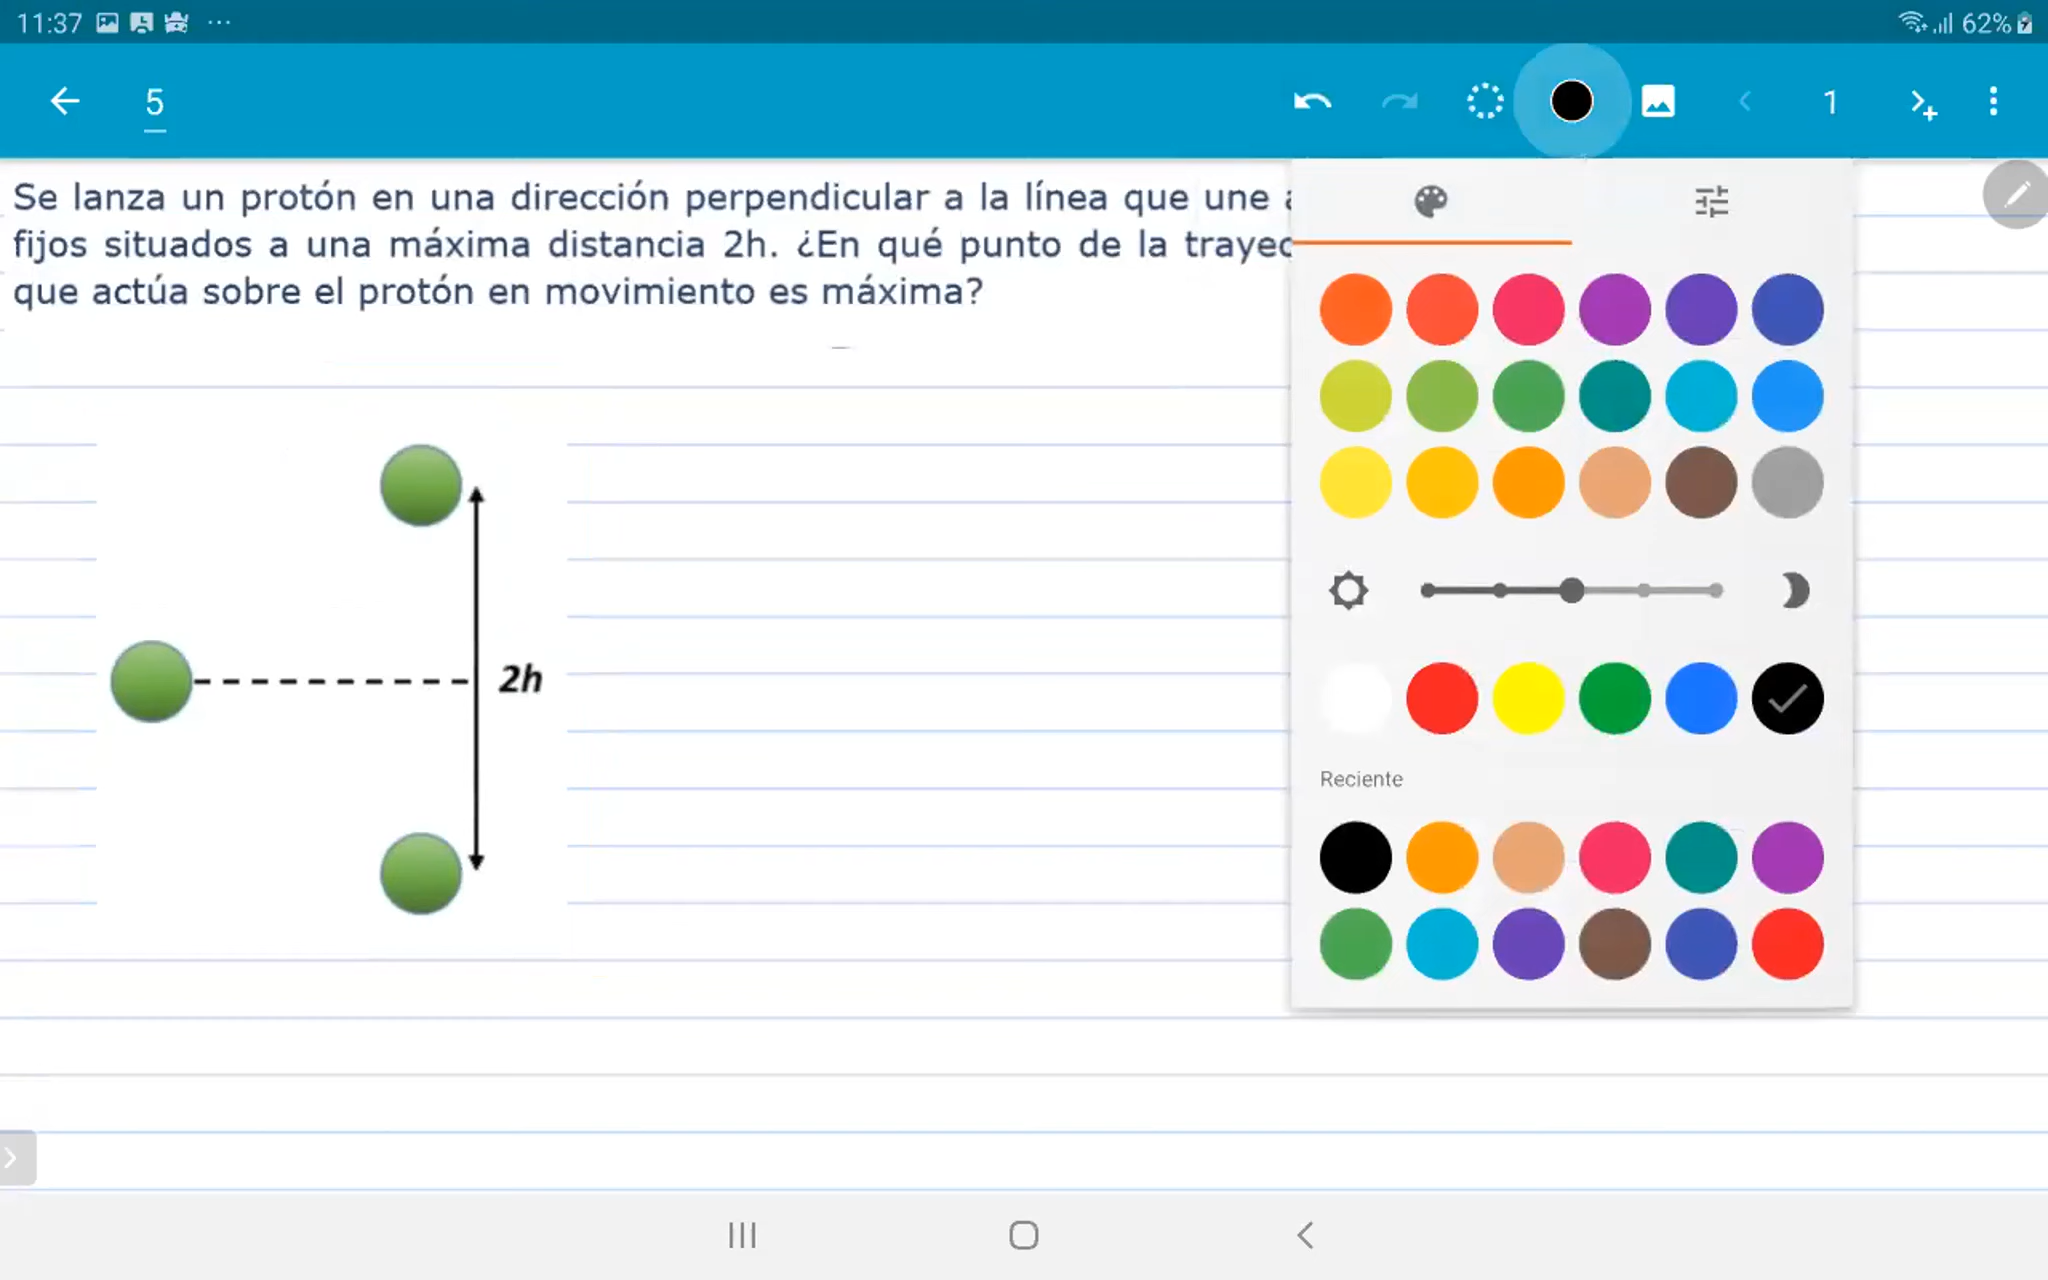 11:37
62%
5
1
Se lanza un protón en una dirección perpendicular a la línea que une
fijos situados a una máxima distancia 2h. ¿En qué punto de la trayec
que actúa sobre el protón en movimiento es máxima?
2h
Reciente